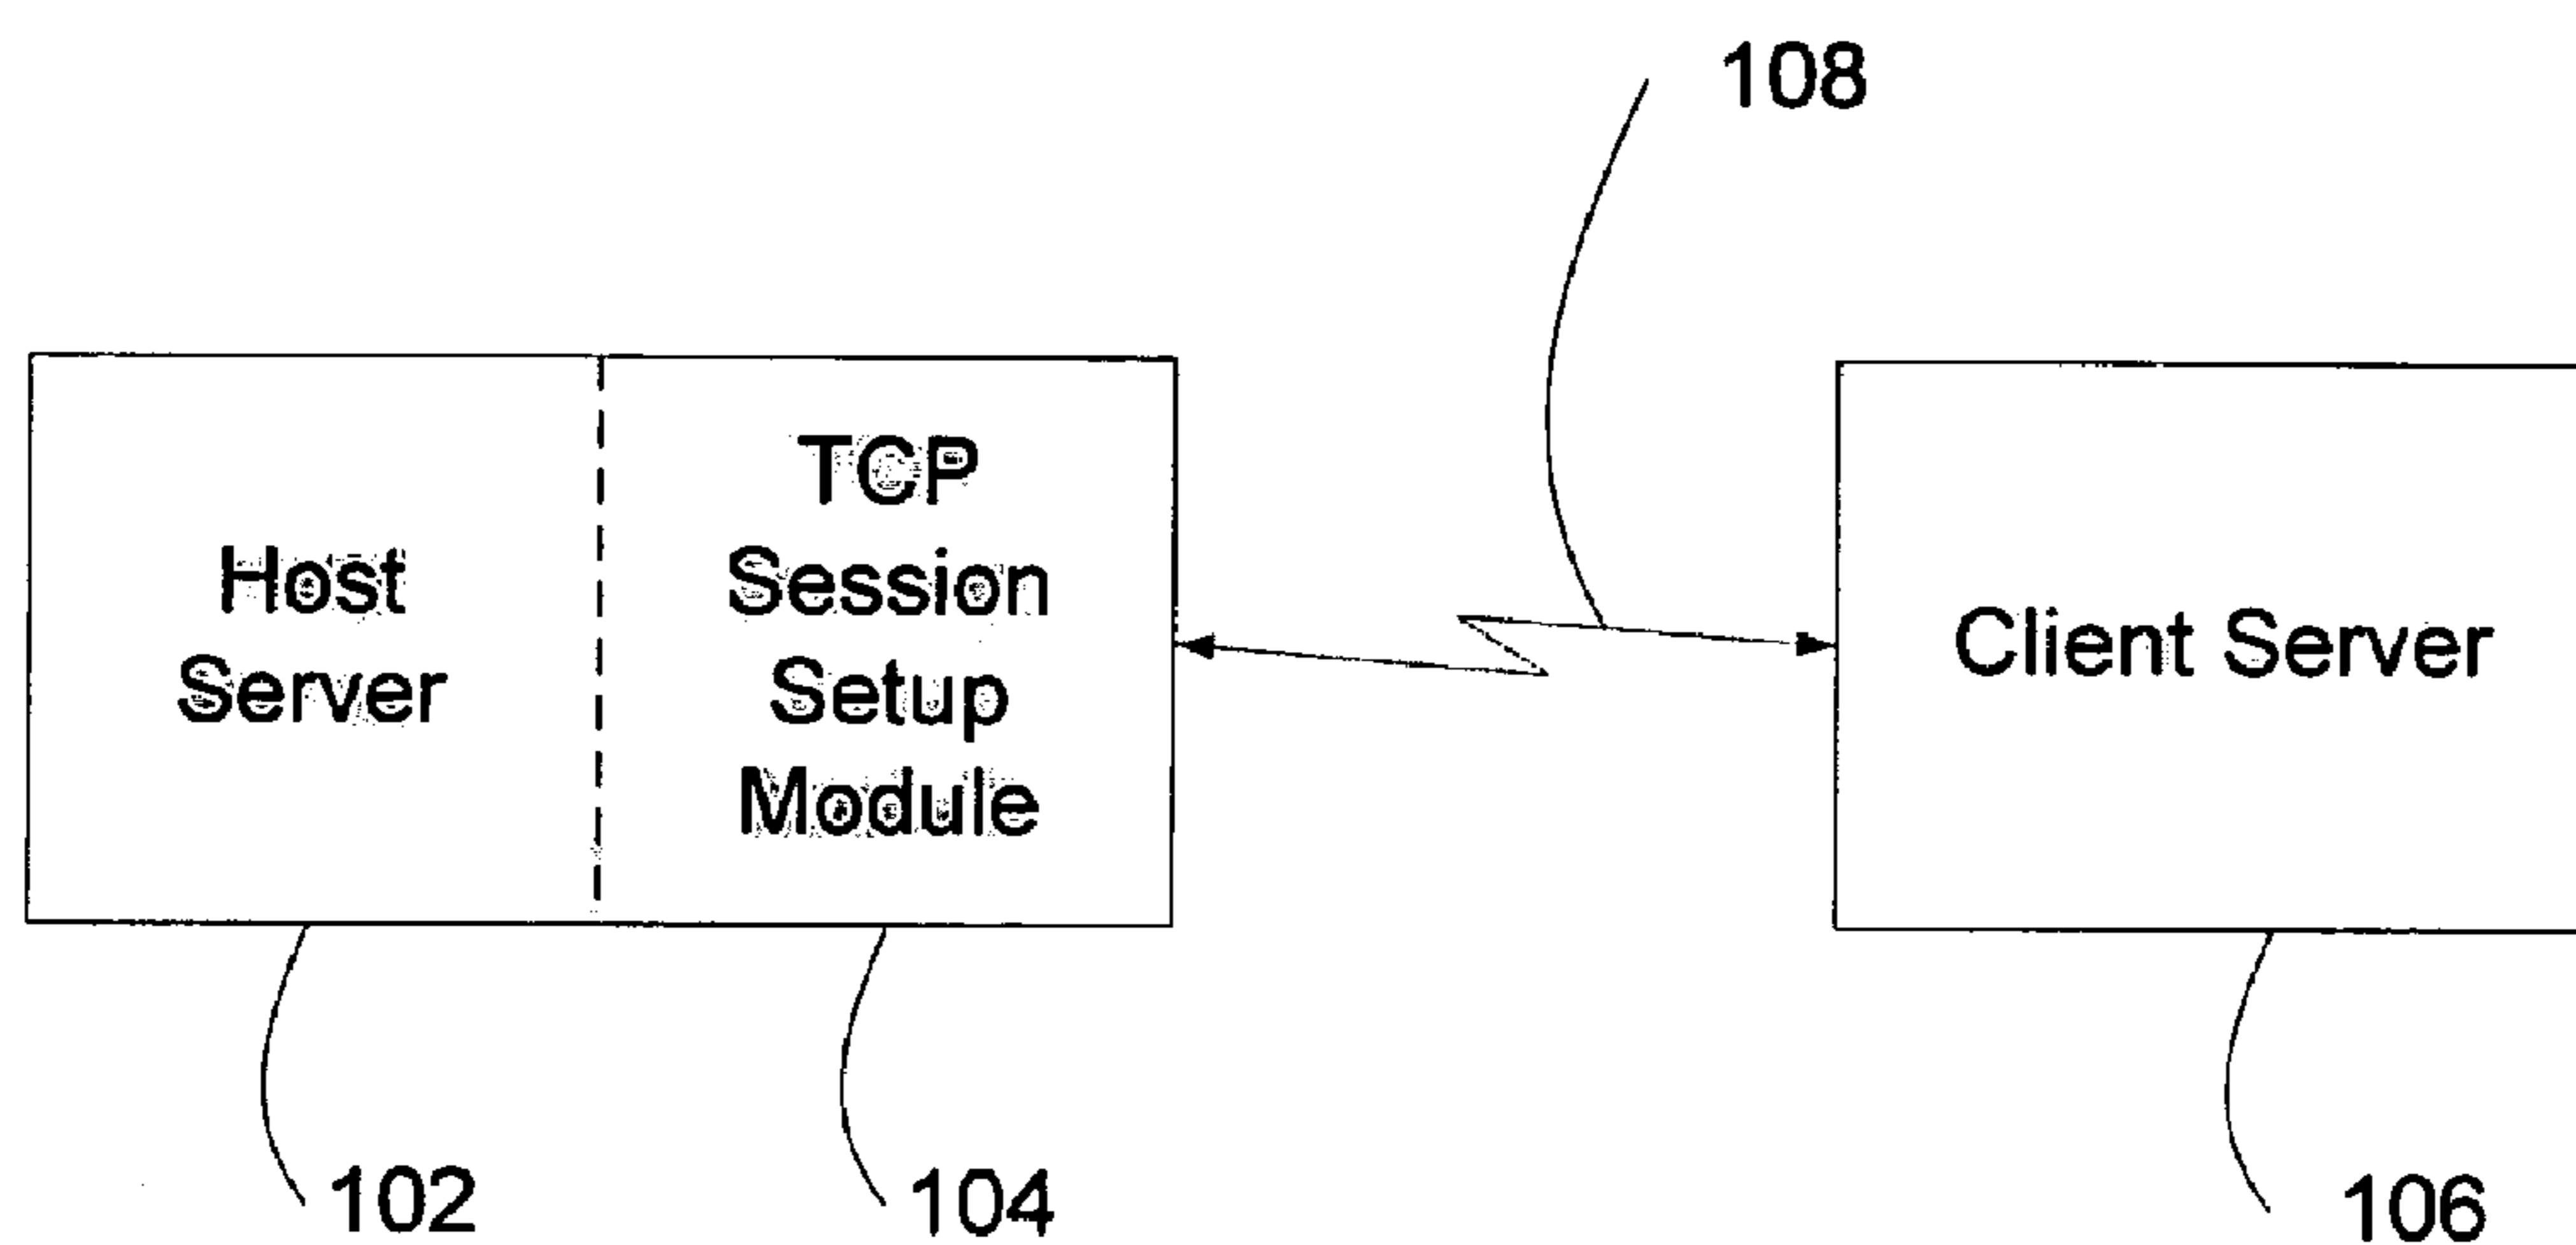 108
Host
Server
TCP
Session
Setup
Module
Client Server
102
104
106